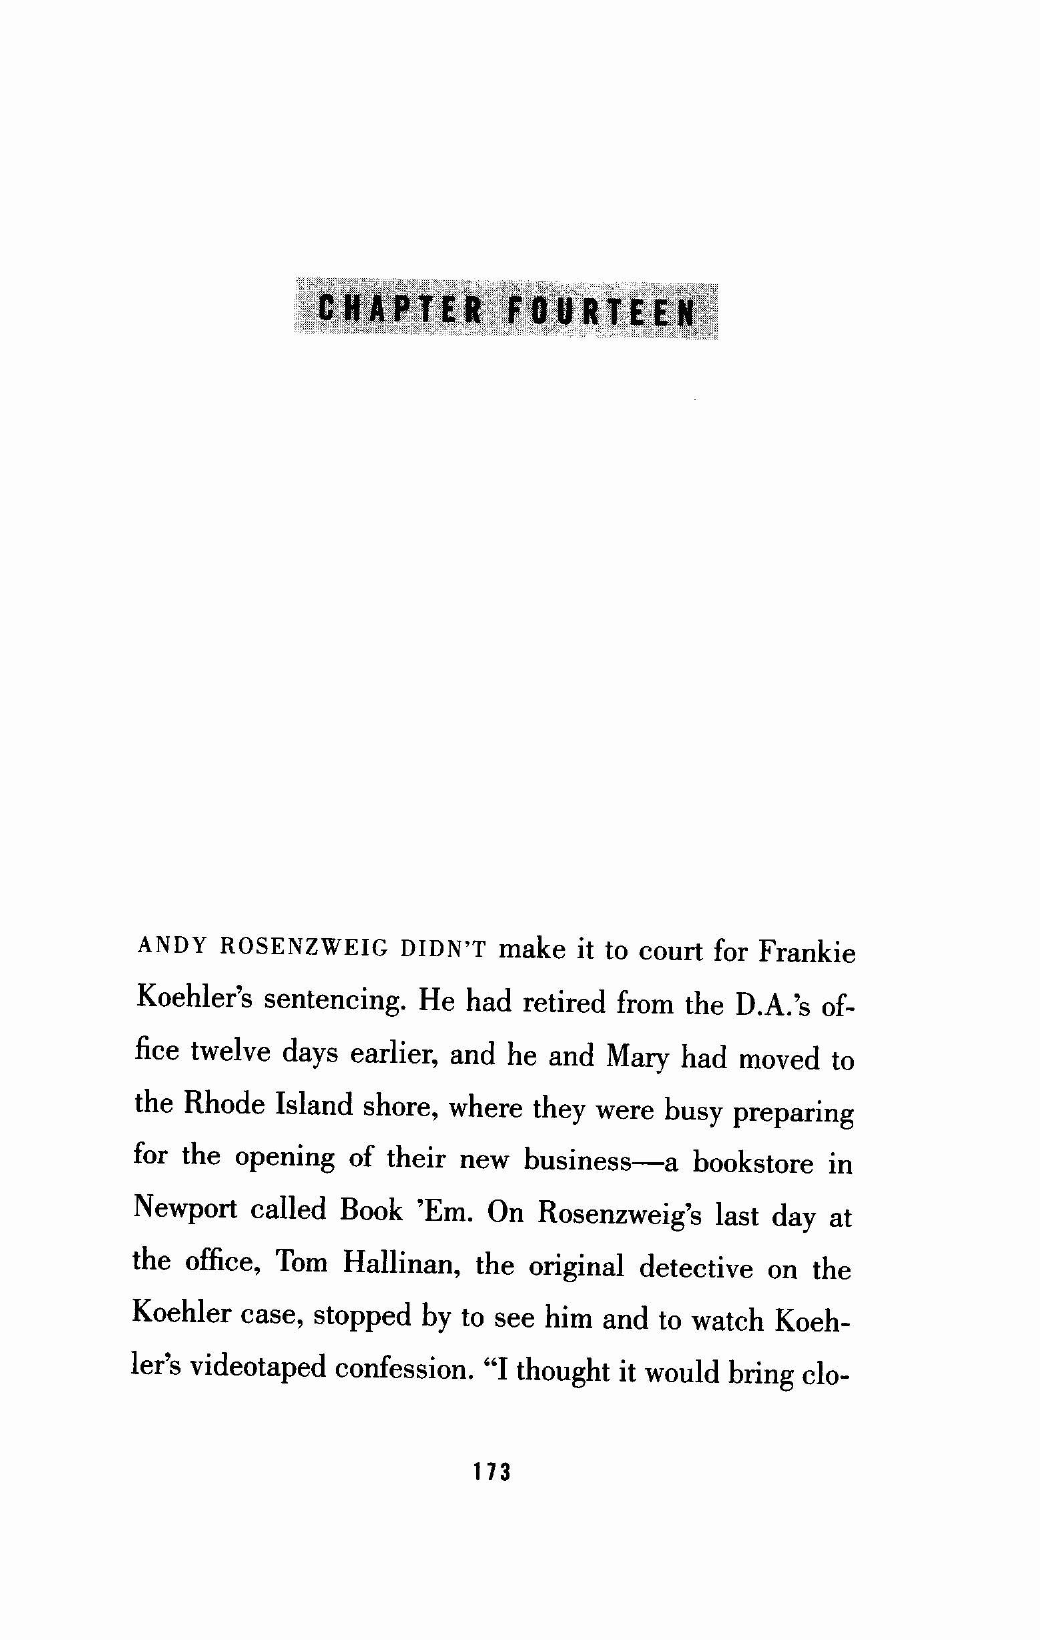 CHAPTER FOURTEEN
ANDY ROSENZWEIG DIDN’T make it to court for Frankie
Koehler’s sentencing. He had retired from the D.A.’s of-
fice twelve days earlier, and he and Mary had moved to
the Rhode Island shore, where they were busy preparing
for the opening of their new business—a bookstore in
Newport called Book ’Em. On Rosenzweig’s last day at
the office, Tom Hallinan, the original detective on the
Koehler case, stopped by to see him and to watch Koeh-
ler’s videotaped confession. “I thought it would bring clo-
173